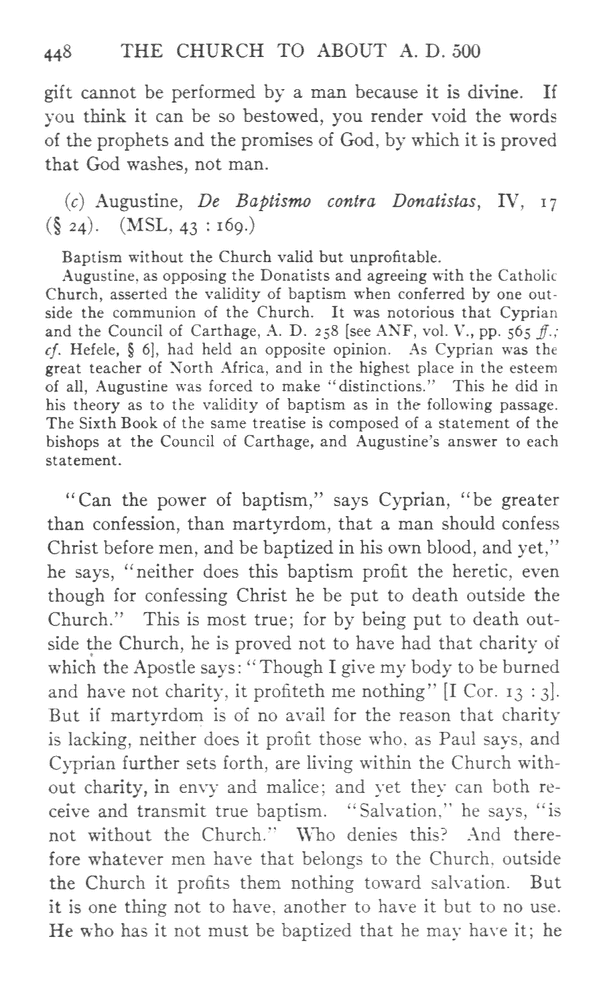 448 THE CHURCH TO ABOUT A. D. 500
gift cannot be performed by a man because it is divine. If
you think it can be so bestowed, you render void the words
of the prophets and the promises of God, by which it is proved
that God washes, not man.
(c) Augustine, De Baptismo contra Donatistas, IV, 17
(§ 24). (MSL, 43 : 169.)
Baptism without the Church valid but unprofitable.
Augustine, as opposing the Donatists and agreeing with the Catholic
Church, asserted the validity of baptism when conferred by one out-
side the communion of the Church. It was notorious that Cyprian
and the Council of Carthage, A. D. 258 [see ANF, vol. V., pp. 565 ff.;
cf. Hefele, § 6], had held an opposite opinion. As Cyprian was the
great teacher of North Africa, and in the highest place in the esteem
of all, Augustine was forced to make "distinctions." This he did in
his theory as to the validity of baptism as in the following passage.
The Sixth Book of the same treatise is composed of a statement of the
bishops at the Council of Carthage, and Augustine's answer to each
statement.
"Can the power of baptism," says Cyprian, "be greater
than confession, than martyrdom, that a man should confess
Christ before men, and be baptized in his own blood, and yet,"
he says, "neither does this baptism profit the heretic, even
though for confessing Christ he be put to death outside the
Church." This is most true; for by being put to death out-
side the Church, he is proved not to have had that charity of
which the Apostle says: "Though I give my body to be burned
and have not charity, it profiteth me nothing" [I Cor. 13 : 3].
But if martyrdom is of no avail for the reason that charity
is lacking, neither does it profit those who, as Paul says, and
Cyprian further sets forth, are living within the Church with-
out charity, in envy and malice; and yet they can both re-
ceive and transmit true baptism. "Salvation," he says, "is
not without the Church." Who denies this? And there-
fore whatever men have that belongs to the Church, outside
the Church it profits them nothing toward salvation. But
it is one thing not to have, another to have it but to no use.
He who has it not must be baptized that he may have it; he